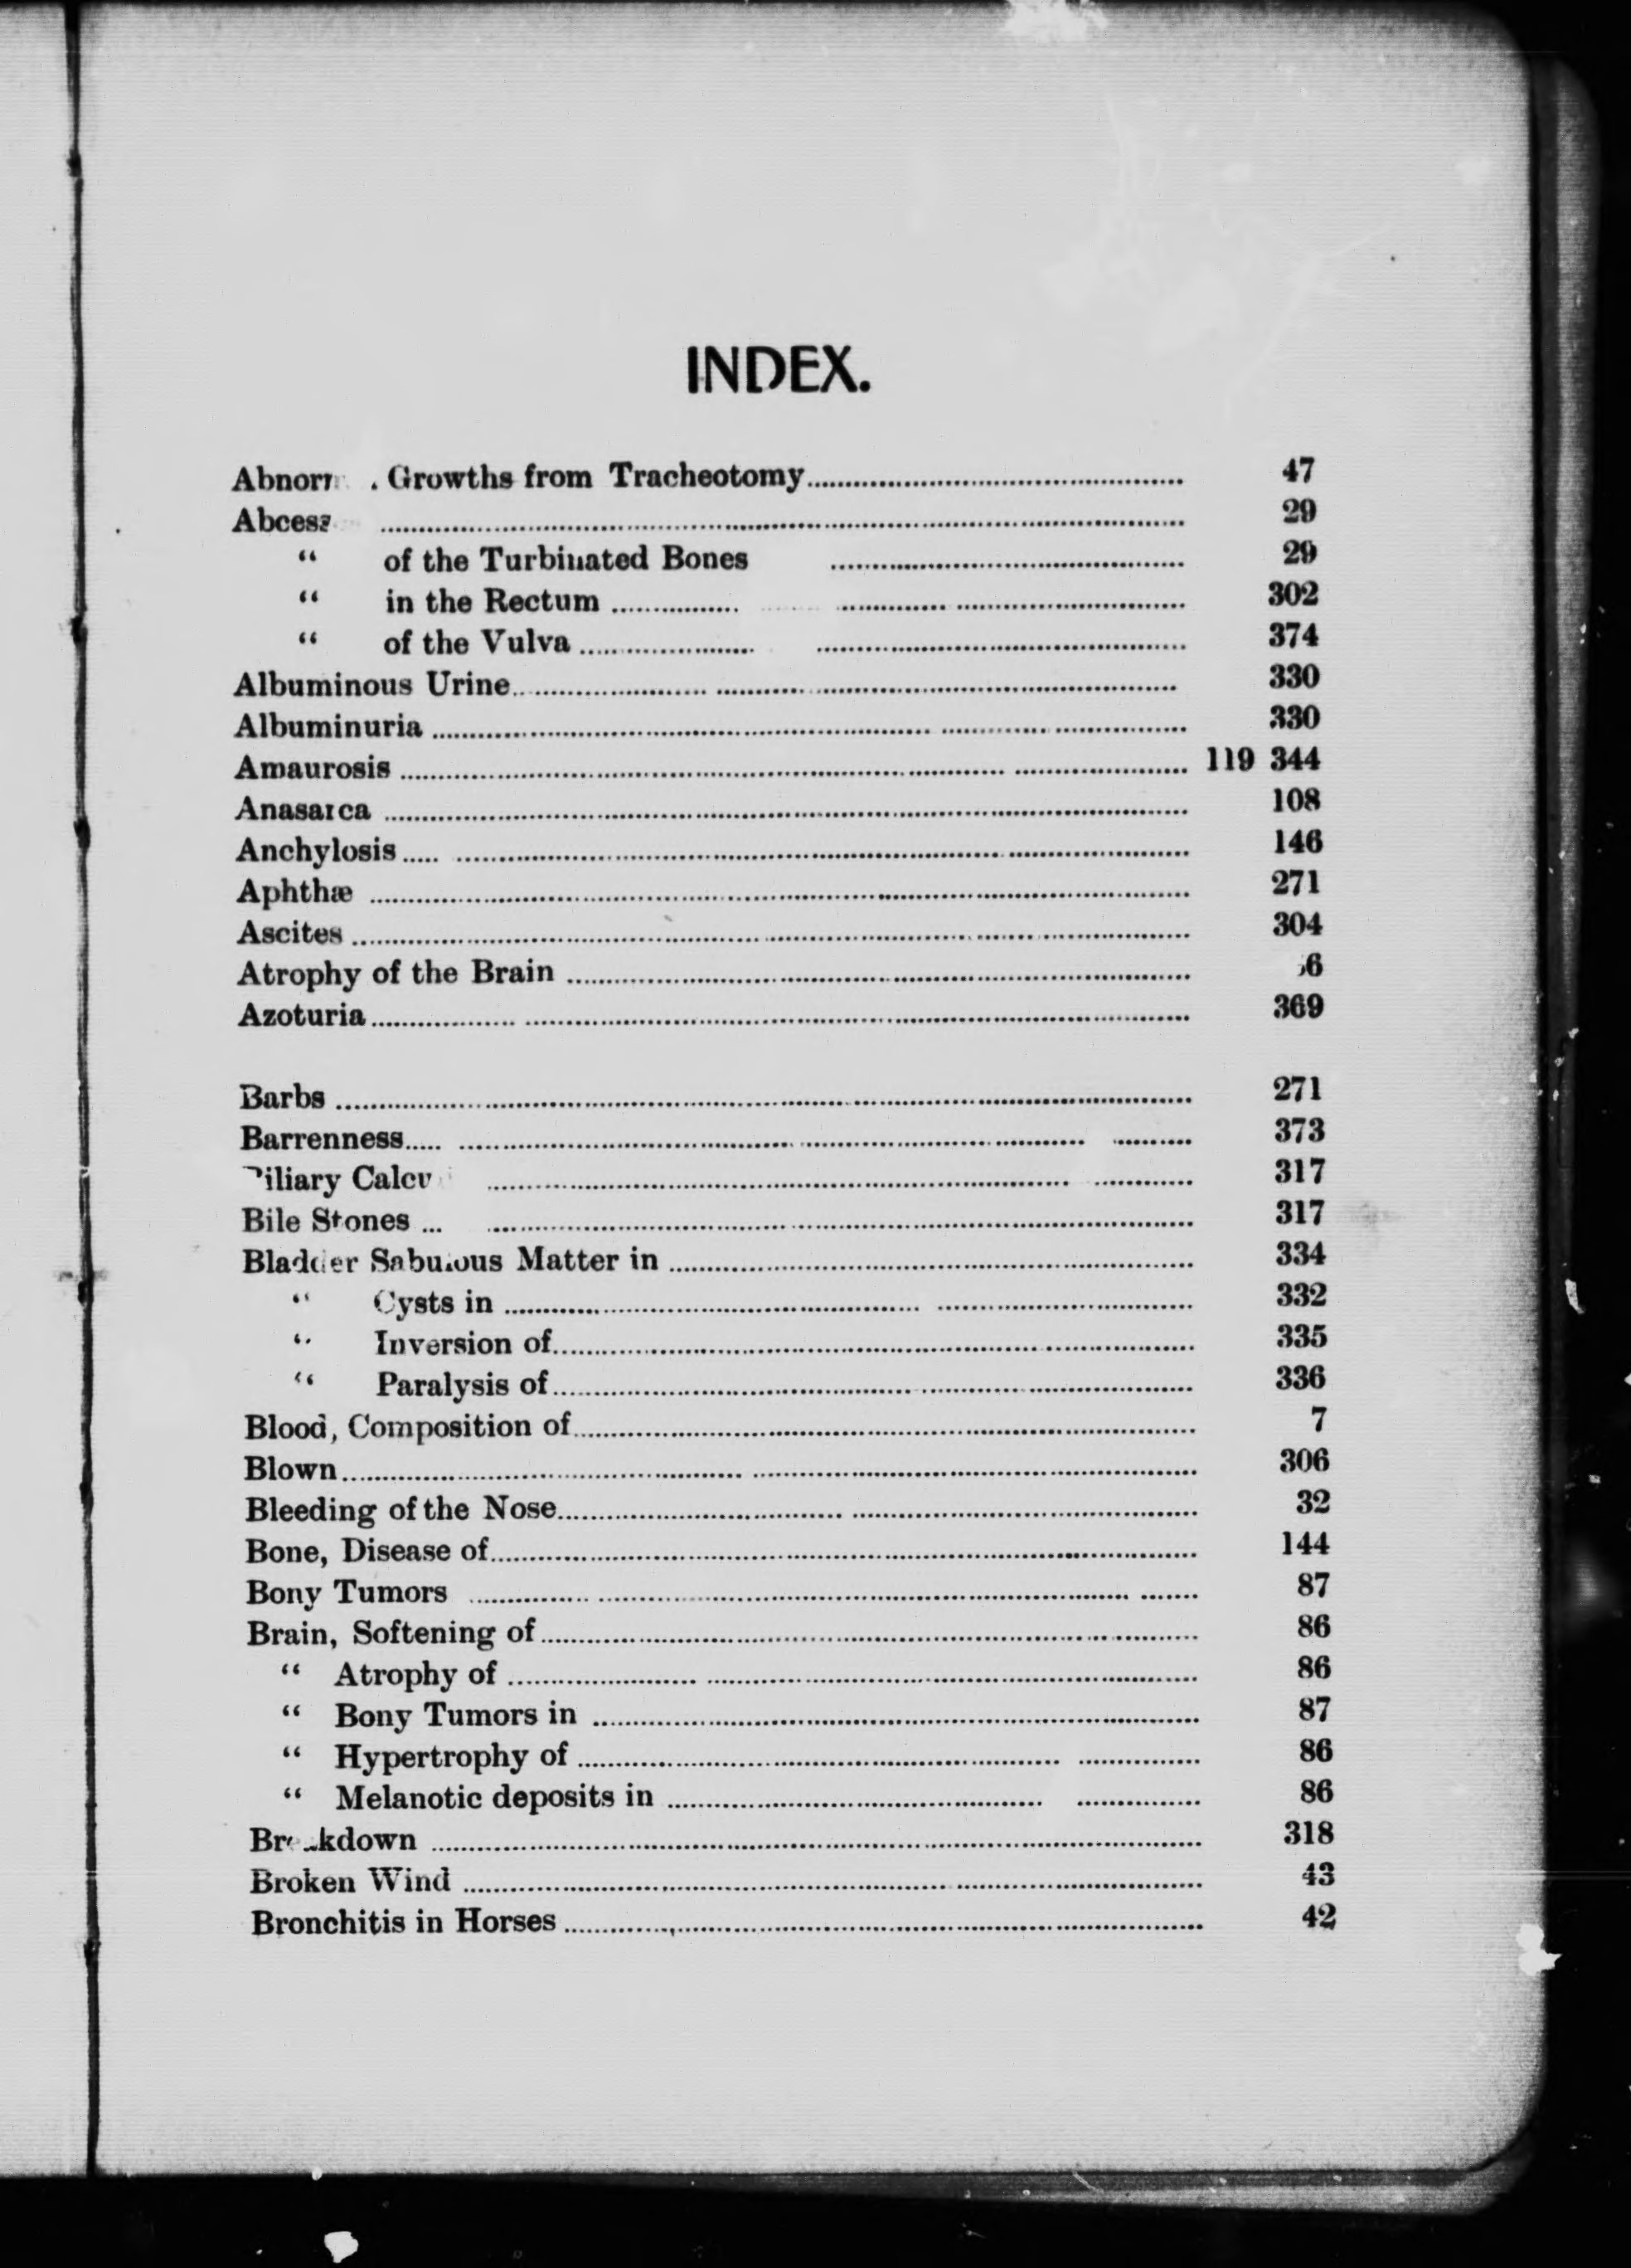 INDEX.
Growths from Tracheotomy........................ 47
........................ 29
“ of the Turbinated Bones ........................ 29
“ in the Rectum ........................ 302
“ of the Vulva ........................ 374
Albuminous Urine ........................ 330
Albuminuria ........................ 330
Amaurosis ........................ 119 344
Anasarca ........................ 108
Anchylosis ........................ 146
Aphthæ ........................ 271
Ascites ........................ 304
Atrophy of the Brain ........................
Azoturia ........................ 369
Barbs ........................ 271
Barrenness ........................ 373
........................ 317
Bile Stones ........................ 317
Bladder Sabulous Matter in ........................ 334
“ Cysts in ........................ 332
“ Inversion of ........................ 335
“ Paralysis of ........................ 336
Blood, Composition of ........................ 7
Blown ........................ 306
Bleeding of the Nose ........................ 32
Bone, Disease of ........................ 144
Bony Tumors ........................ 87
Brain, Softening of ........................ 86
“ Atrophy of ........................ 86
“ Bony Tumors in ........................ 87
“ Hypertrophy of ........................ 86
“ Melanotic deposits in ........................ 86
........................ 318
Broken Wind ........................ 43
Bronchitis in Horses ........................ 42